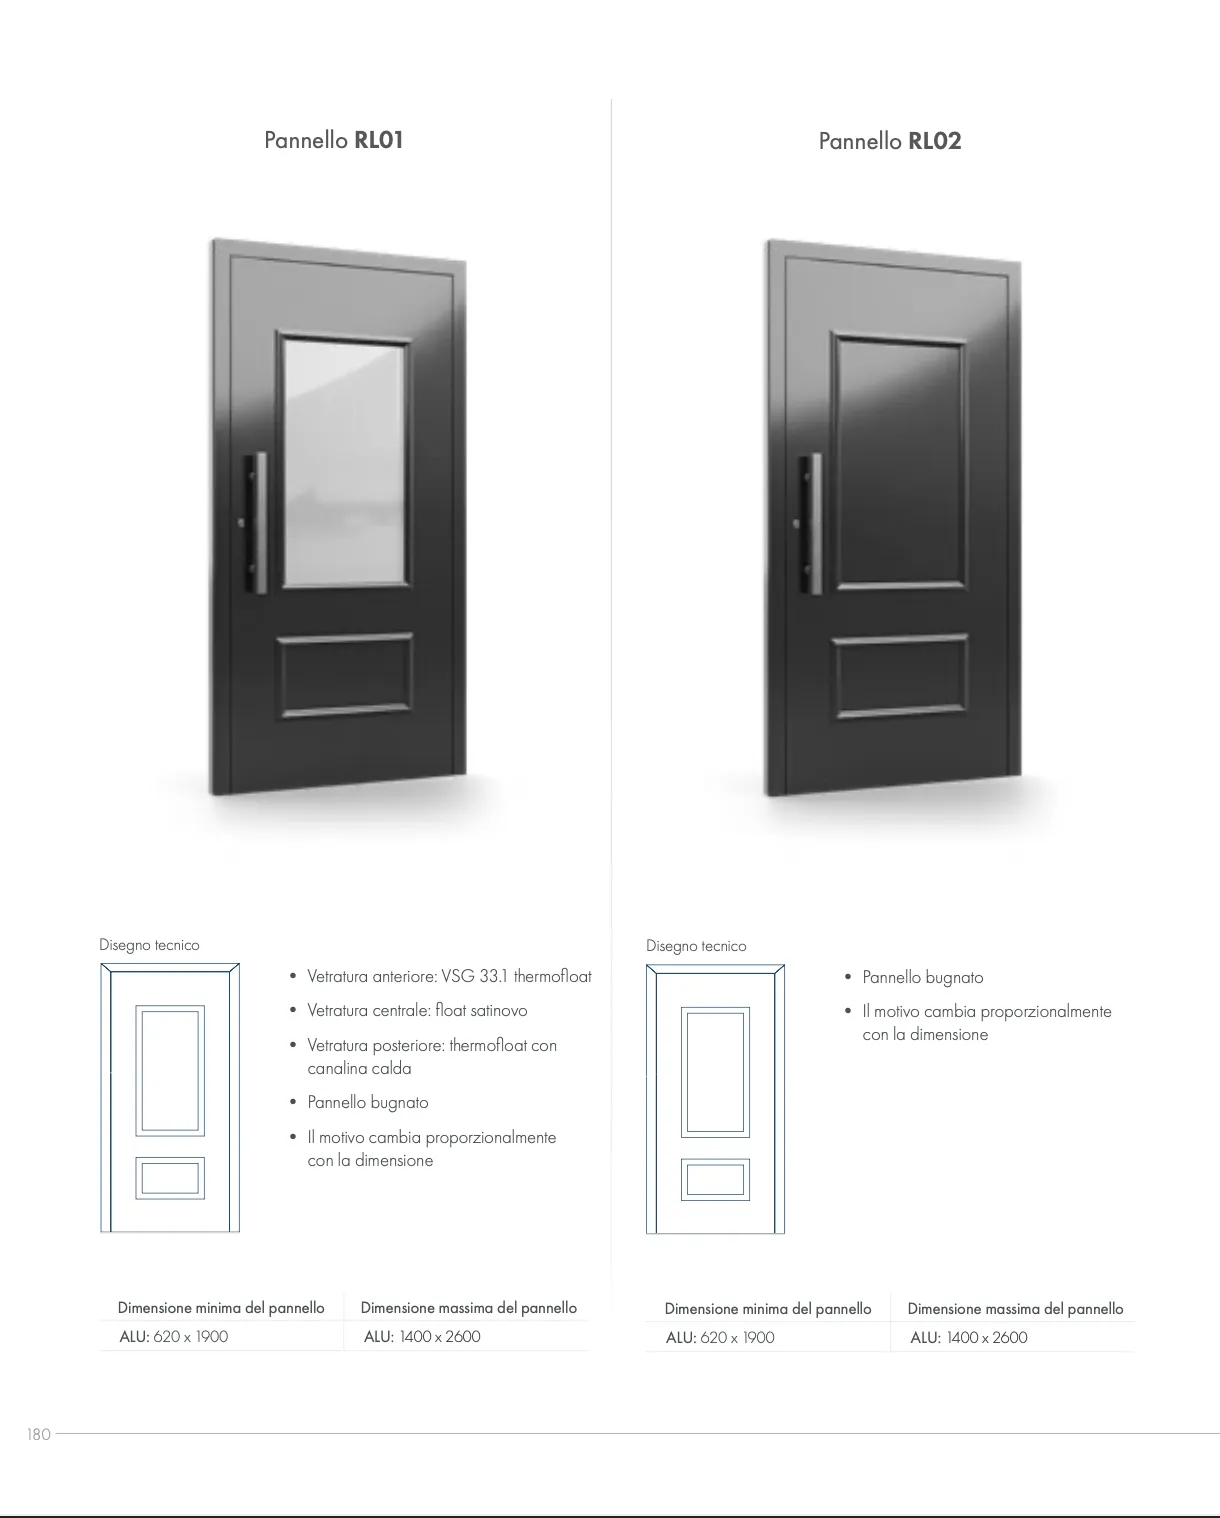 Pannello RL01
Disegno tecnico
• Vetratura anteriore: VSG 33.1 thermofloat
• Vetratura centrale: float satinovo
• Vetratura posteriore: thermofloat con
canalina calda
• Pannello bugnato
• Il motivo cambia proporzionalmente
con la dimensione
Dimensione minima del pannello
Dimensione massima del pannello
ALU: 620 x 1900
ALU: 1400 x 2600
Pannello RL02
Disegno tecnico
• Pannello bugnato
• Il motivo cambia proporzionalmente
con la dimensione
Dimensione minima del pannello
Dimensione massima del pannello
ALU: 620 x 1900
ALU: 1400 x 2600
180